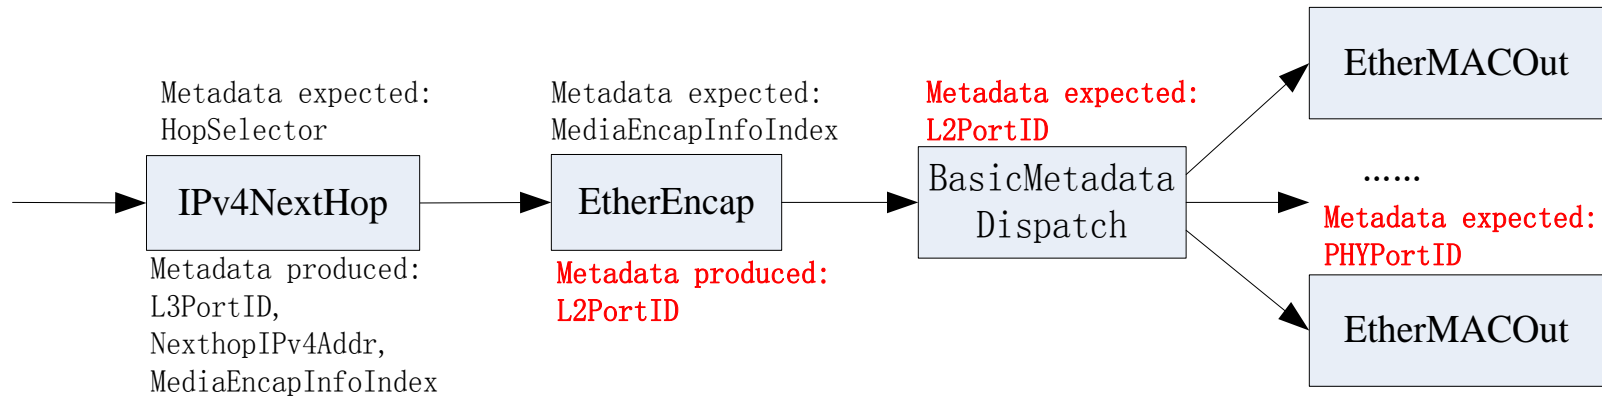 Metadata expected:
HopSelector
IPv4NextHop
Metadata produced:
L3PortID,
NexthopIPv4Addr,
MediaEncapInfoIndex
Metadata expected:
MediaEncapInfoIndex
EtherEncap
Metadata produced:
L2PortID
Metadata expected:
L2PortID
BasicMetadata
Dispatch
EtherMACOut
......
Metadata expected:
PHYPortID
EtherMACOut